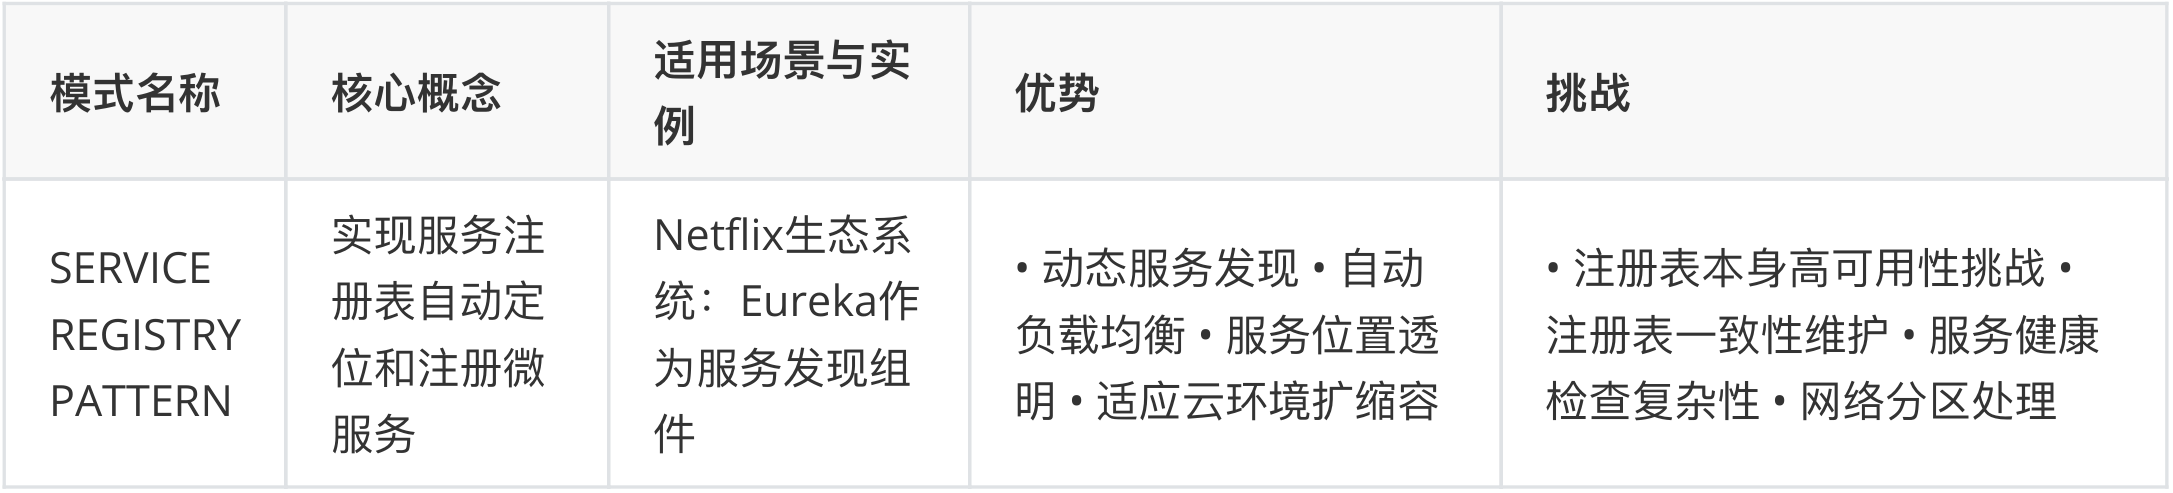 模式名称
核心概念
适用场景与实
例
优势
挑战
SERVICE
REGISTRY
PATTERN
实现服务注
册表自动定
位和注册微
服务
Netflix生态系
统：Eureka作
为服务发现组
件
• 动态服务发现 • 自动
负载均衡 • 服务位置透
明 • 适应云环境扩缩容
• 注册表本身高可用性挑战 •
注册表一致性维护 • 服务健康
检查复杂性 • 网络分区处理